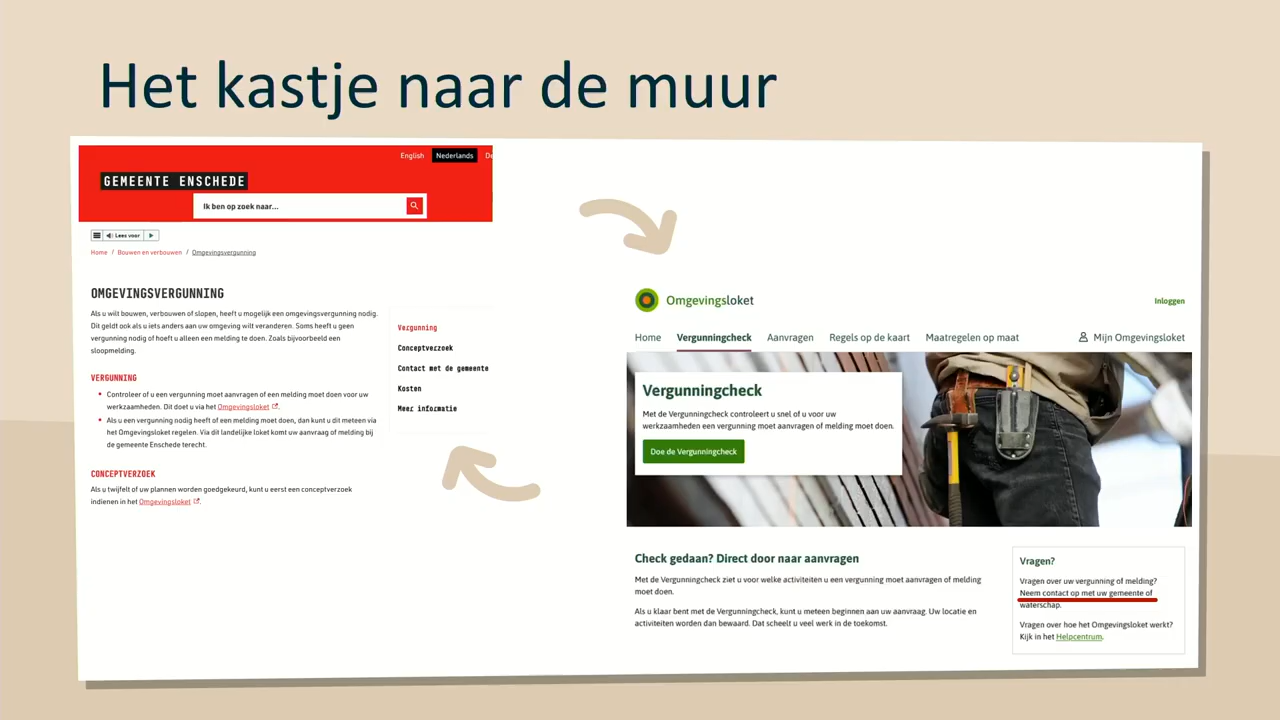 Het kastje naar de muur
English Nederlands De
GEMEENTE ENSCHEDE
Ik ben op zoek naar...
Lees voor
Home / Bouwen en verbouwen / Omgevingsvergunning
OMGEVINGSVERGUNNING
Als u wilt bouwen, verbouwen of slopen, heeft u mogelijk een omgevingsvergunning nodig.
Dit geldt ook als u iets anders aan uw omgeving wilt veranderen. Soms heeft u geen
vergunning nodig of hoeft u alleen een melding te doen. Zoals bijvoorbeeld een
sloopmelding.
VERGUNNING
Controleer of u een vergunning moet aanvragen of een melding moet doen voor uw
werkzaamheden. Dit doet u via het Omgevingsloket.
Als u een vergunning nodig heeft of een melding moet doen, dan kunt u dit meteen via
het Omgevingsloket regelen. Via dit landelijke loket komt uw aanvraag of melding bij
de gemeente Enschede terecht.
CONCEPTVERZOEK
Als u twijfelt of uw plannen worden goedgekeurd, kunt u eerst een conceptverzoek
indienen in het Omgevingsloket.
Vergunning
Conceptverzoek
Contact met de gemeente
Kosten
Meer informatie
Omgevingsloket
Inloggen
Home Vergunningcheck Aanvragen Regels op de kaart Maatregelen op maat Mijn Omgevingsloket
Vergunningcheck
Met de Vergunningcheck controleert u snel of u voor uw
werkzaamheden een vergunning moet aanvragen of melding moet doen.
Doe de Vergunningcheck
Check gedaan? Direct door naar aanvragen
Met de Vergunningcheck ziet u voor welke activiteiten u een vergunning moet aanvragen of melding
moet doen.
Als u klaar bent met de Vergunningcheck, kunt u meteen beginnen aan uw aanvraag. Uw locatie en
activiteiten worden dan bewaard. Dat scheelt u veel werk in de toekomst.
Vragen?
Vragen over uw vergunning of melding?
Neem contact op met uw gemeente of
waterschap.
Vragen over hoe het Omgevingsloket werkt?
Kijk in het Helpcentrum.